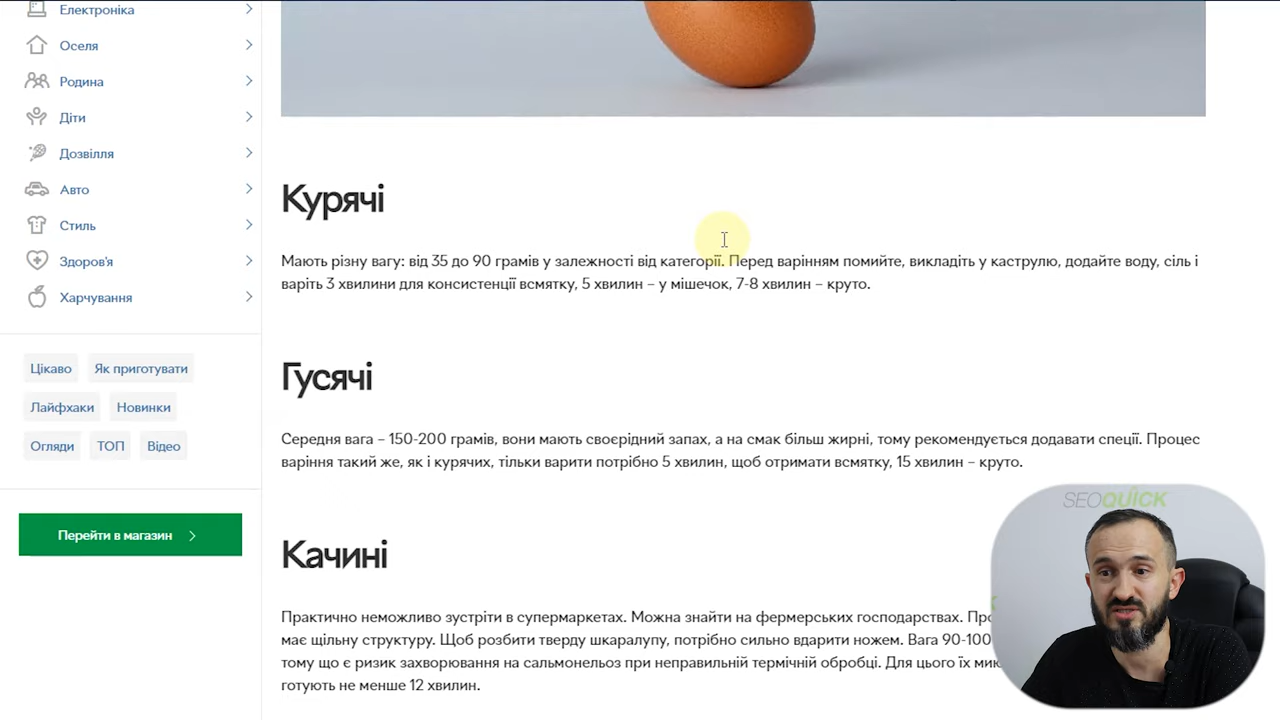 Електроніка
Оселя
Родина
Діти
Дозвілля
Авто
Стиль
Здоров'я
Харчування
Цікаво
Як приготувати
Лайфхаки
Новинки
Огляди
ТОП
Відео
Перейти в магазин
Курячі
Мають різну вагу: від 35 до 90 грамів у залежності від категорії. Перед варінням помийте, викладіть у каструлю, додайте воду, сіль і
варіть 3 хвилини для консистенції всмятку, 5 хвилин – у мішечок, 7-8 хвилин – круто.
Гусячі
Середня вага – 150-200 грамів, вони мають своєрідний запах, а на смак більш жирні, тому рекомендується додавати спеції. Процес
варіння такий же, як і курячих, тільки варити потрібно 5 хвилин, щоб отримати всмятку, 15 хвилин – круто.
Качині
Практично неможливо зустріти в супермаркетах. Можна знайти на фермерських господарствах.
має щільну структуру. Щоб розбити тверду шкаралупу, потрібно сильно вдарити ножем. Вага 90-100
тому що є ризик захворювання на сальмонельоз при неправильній термічній обробці. Для цього їх
готують не менше 12 хвилин.
SEOQUICK